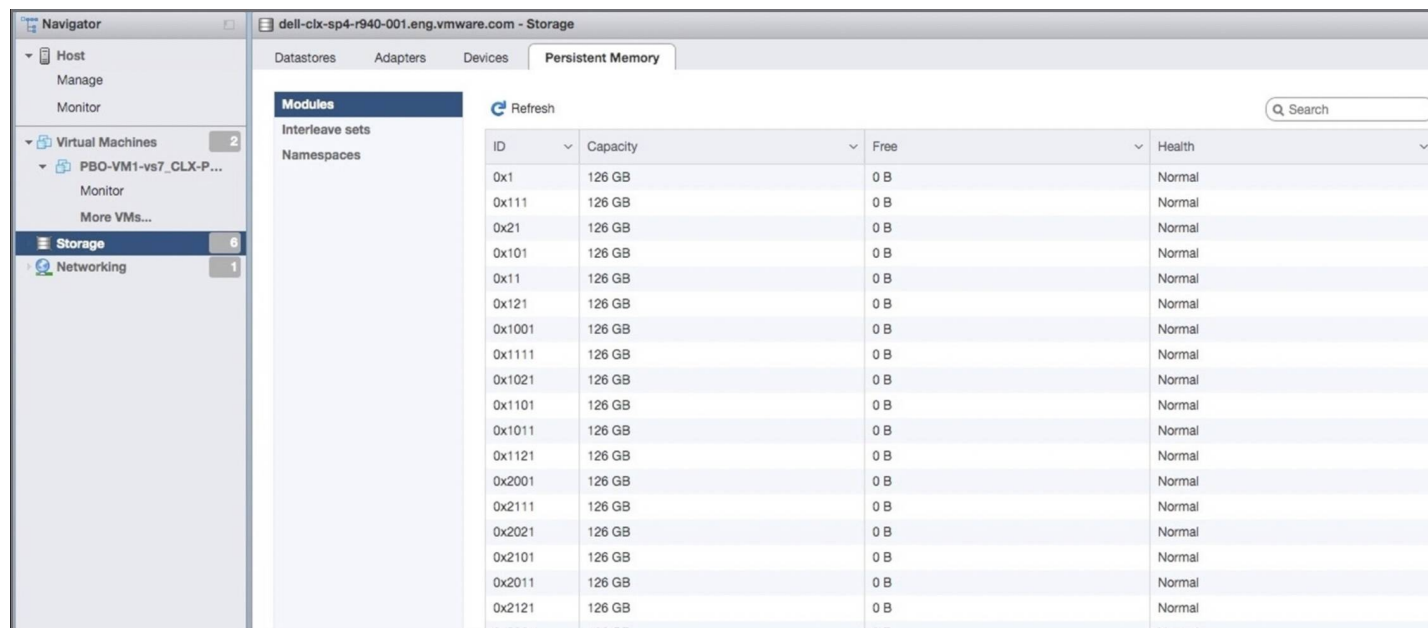 Navigator
Host
Manage
Monitor
Virtual Machines 2
PBO-VM1-vs7_CLX-P...
Monitor
More VMs...
Storage 6
Networking 1
dell-clx-sp4-r940-001.eng.vmware.com - Storage
Datastores Adapters Devices Persistent Memory
Modules
Interleave sets
Namespaces
Refresh Search
ID Capacity Free Health
0x1 126 GB 0 B Normal
0x111 126 GB 0 B Normal
0x21 126 GB 0 B Normal
0x101 126 GB 0 B Normal
0x11 126 GB 0 B Normal
0x121 126 GB 0 B Normal
0x1001 126 GB 0 B Normal
0x1111 126 GB 0 B Normal
0x1021 126 GB 0 B Normal
0x1101 126 GB 0 B Normal
0x1011 126 GB 0 B Normal
0x1121 126 GB 0 B Normal
0x2001 126 GB 0 B Normal
0x2111 126 GB 0 B Normal
0x2021 126 GB 0 B Normal
0x2101 126 GB 0 B Normal
0x2011 126 GB 0 B Normal
0x2121 126 GB 0 B Normal